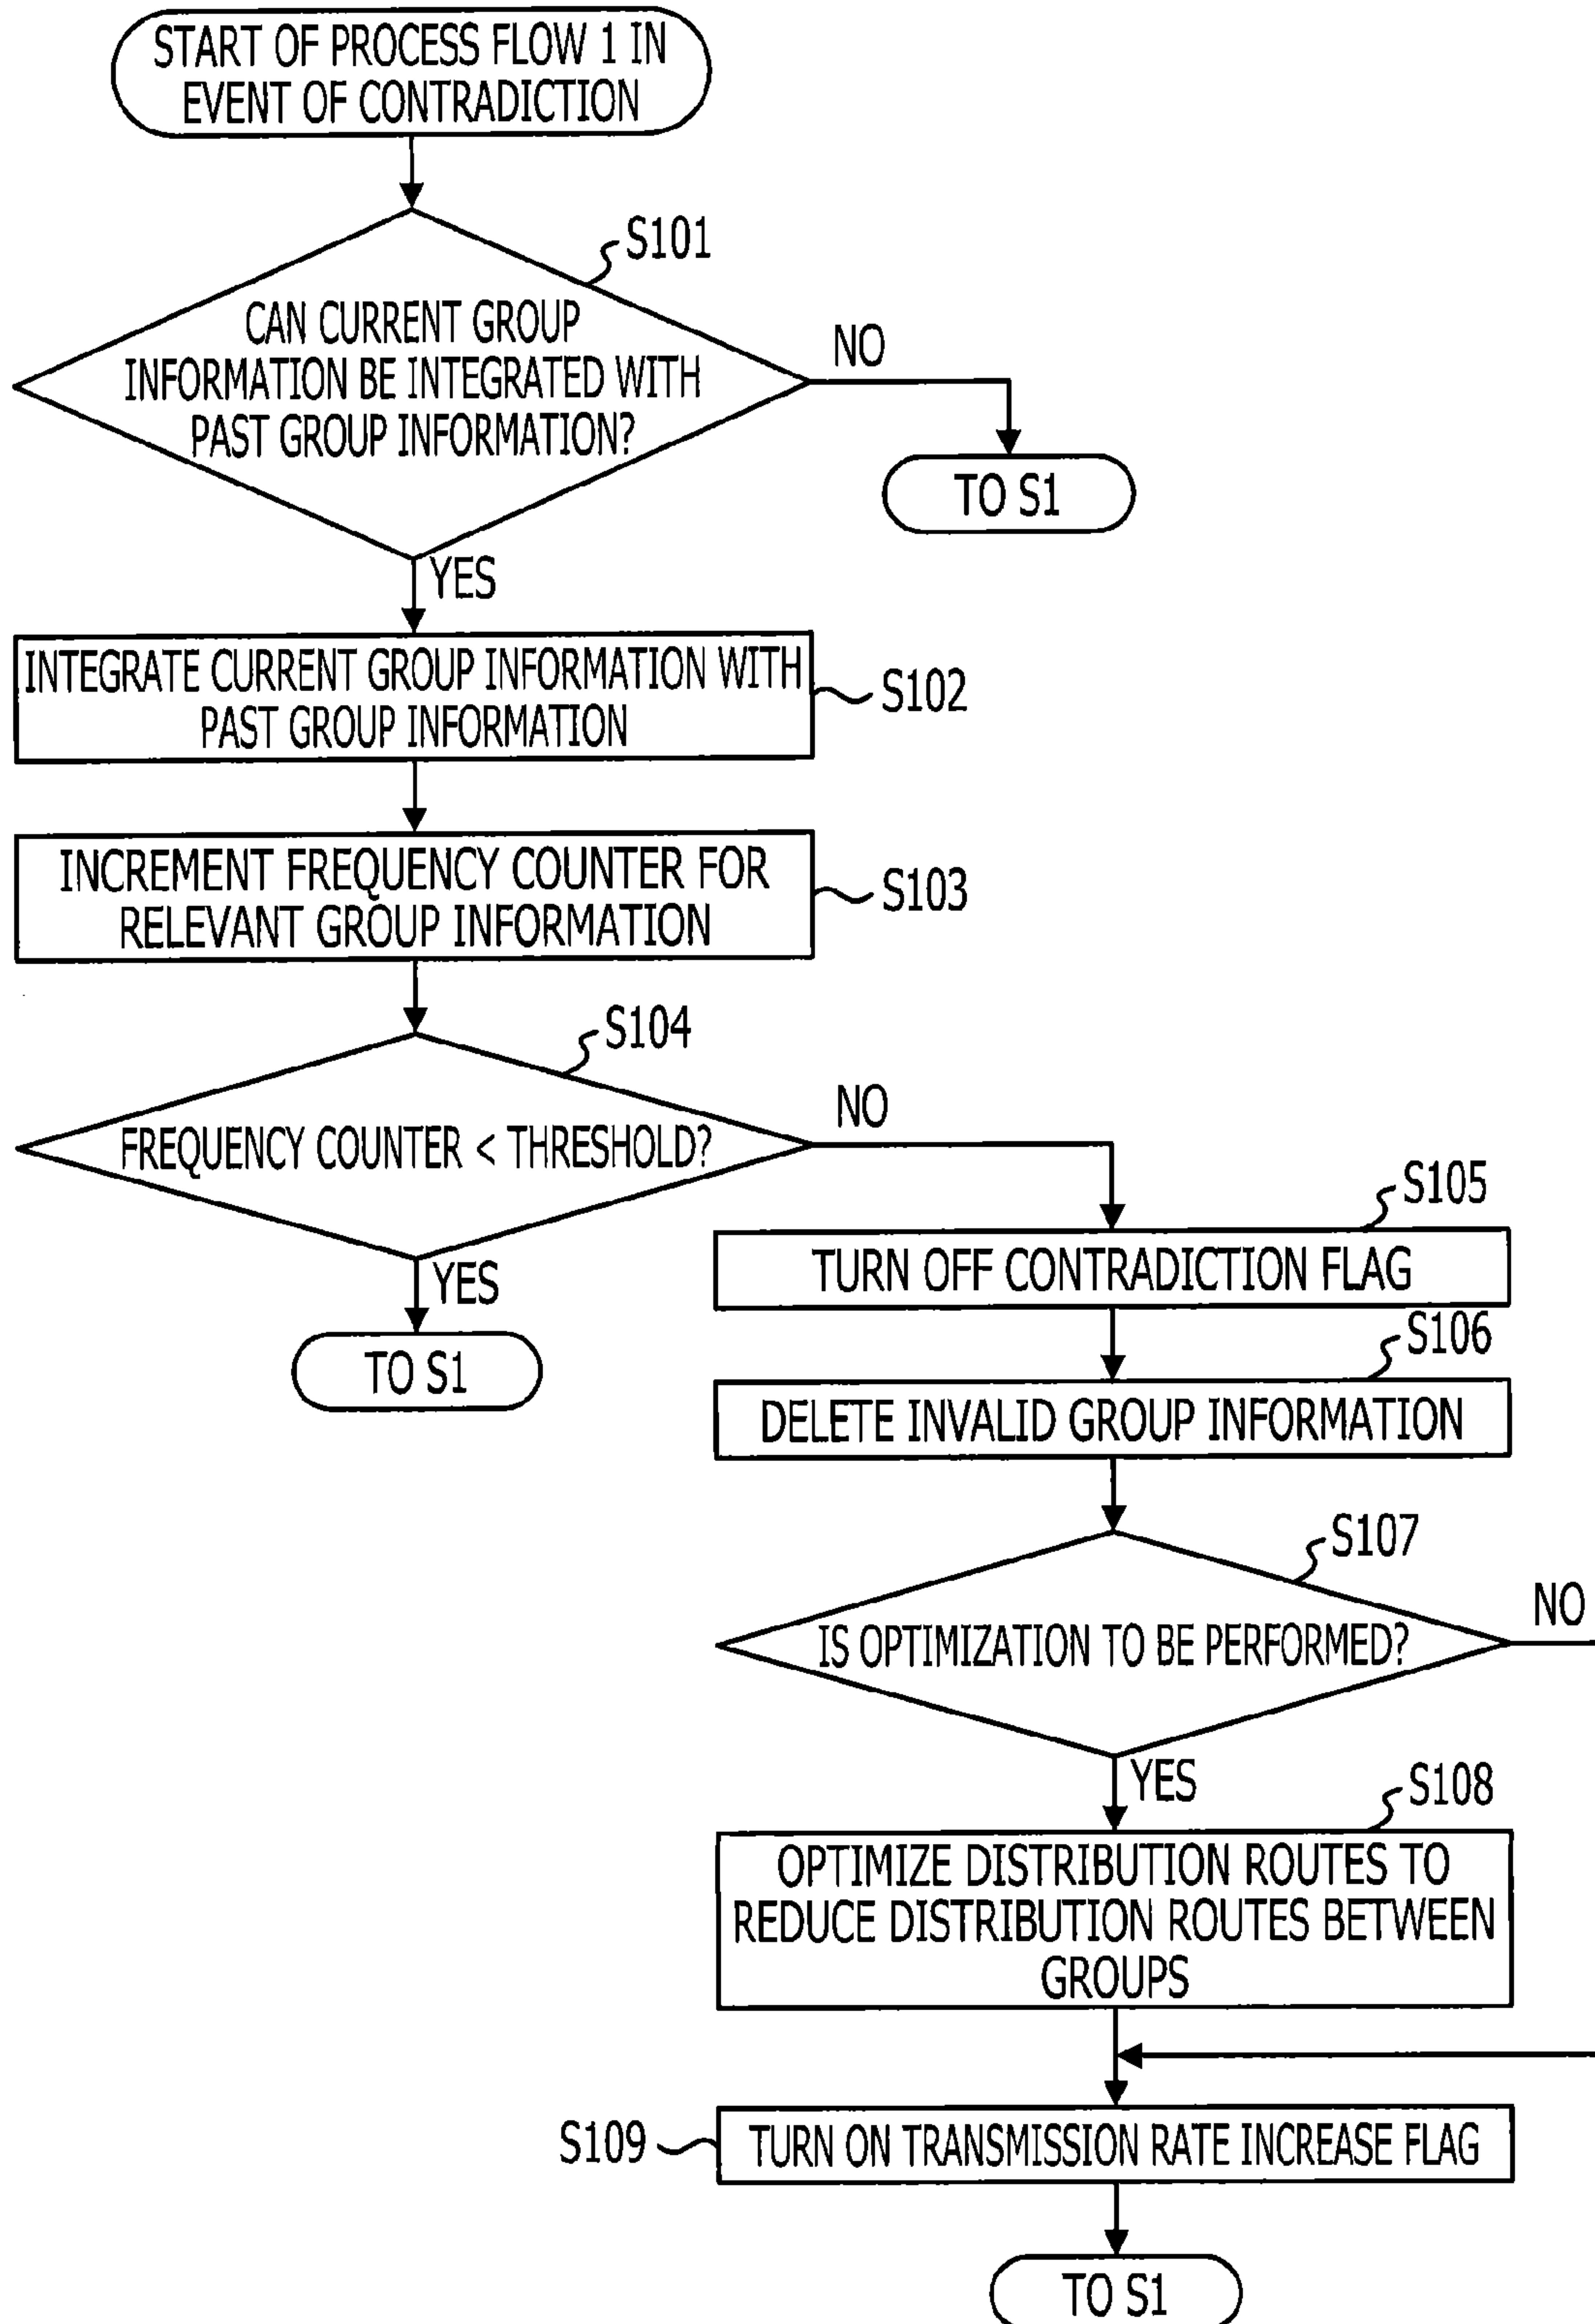 START OF PROCESS FLOW 1 IN
EVENT OF CONTRADICTION
S101
CAN CURRENT GROUP
INFORMATION BE INTEGRATED WITH
PAST GROUP INFORMATION?
NO
TO S1
YES
INTEGRATE CURRENT GROUP INFORMATION WITH
PAST GROUP INFORMATION
S102
INCREMENT FREQUENCY COUNTER FOR
RELEVANT GROUP INFORMATION
S103
S104
FREQUENCY COUNTER < THRESHOLD?
NO
YES
TO S1
S105
TURN OFF CONTRADICTION FLAG
S106
DELETE INVALID GROUP INFORMATION
S107
IS OPTIMIZATION TO BE PERFORMED?
NO
YES
S108
OPTIMIZE DISTRIBUTION ROUTES TO
REDUCE DISTRIBUTION ROUTES BETWEEN
GROUPS
S109
TURN ON TRANSMISSION RATE INCREASE FLAG
TO S1